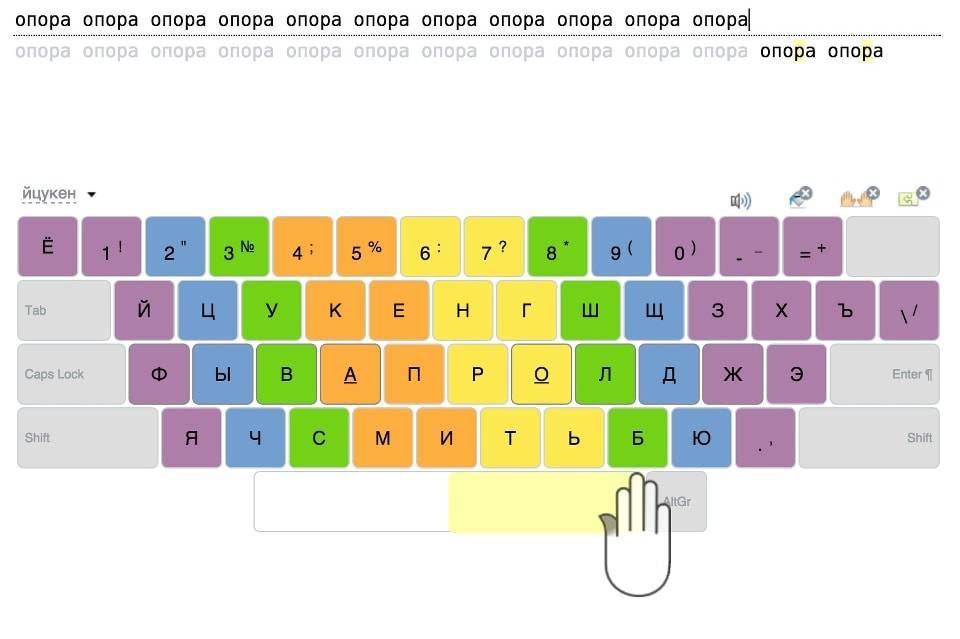 опора опора опора опора опора опора опора опора опора опора опора
опора опора опора опора опора опора опора опора опора опора опора опора опора
йцукен
Ё 1 ! 2 " 3 № 4 ; 5 % 6 : 7 ? 8 * 9 ( 0 ) - _ = +
Tab Й Ц У К Е Н Г Ш Щ З Х Ъ \ /
Caps Lock Ф Ы В А П Р О Л Д Ж Э Enter ¶
Shift Я Ч С М И Т Ь Б Ю . , Shift
AltGr